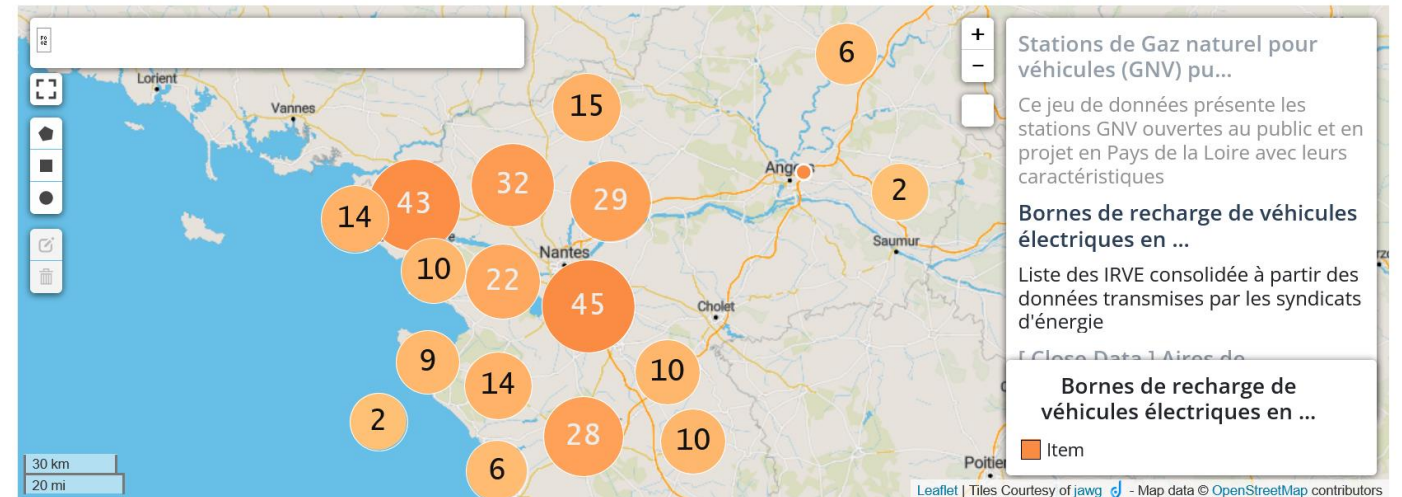 6
+
−
Stations de Gaz naturel pour
véhicules (GNV) pu...
Lorient
Vannes
15
Ce jeu de données présente les
stations GNV ouvertes au public et en
projet en Pays de la Loire avec leurs
caractéristiques
32
29
2
43
14
Saumur
Bornes de recharge de véhicules
électriques en ...
Nantes
10
22
45
Cholet
Liste des IRVE consolidée à partir des
données transmises par les syndicats
d'énergie
9
14
10
[ Close Data ] Aires de
2
28
10
6
Bornes de recharge de
véhicules électriques en ...
Item
30 km
20 mi
Leaflet | Tiles Courtesy of jawg - Map data © OpenStreetMap contributors